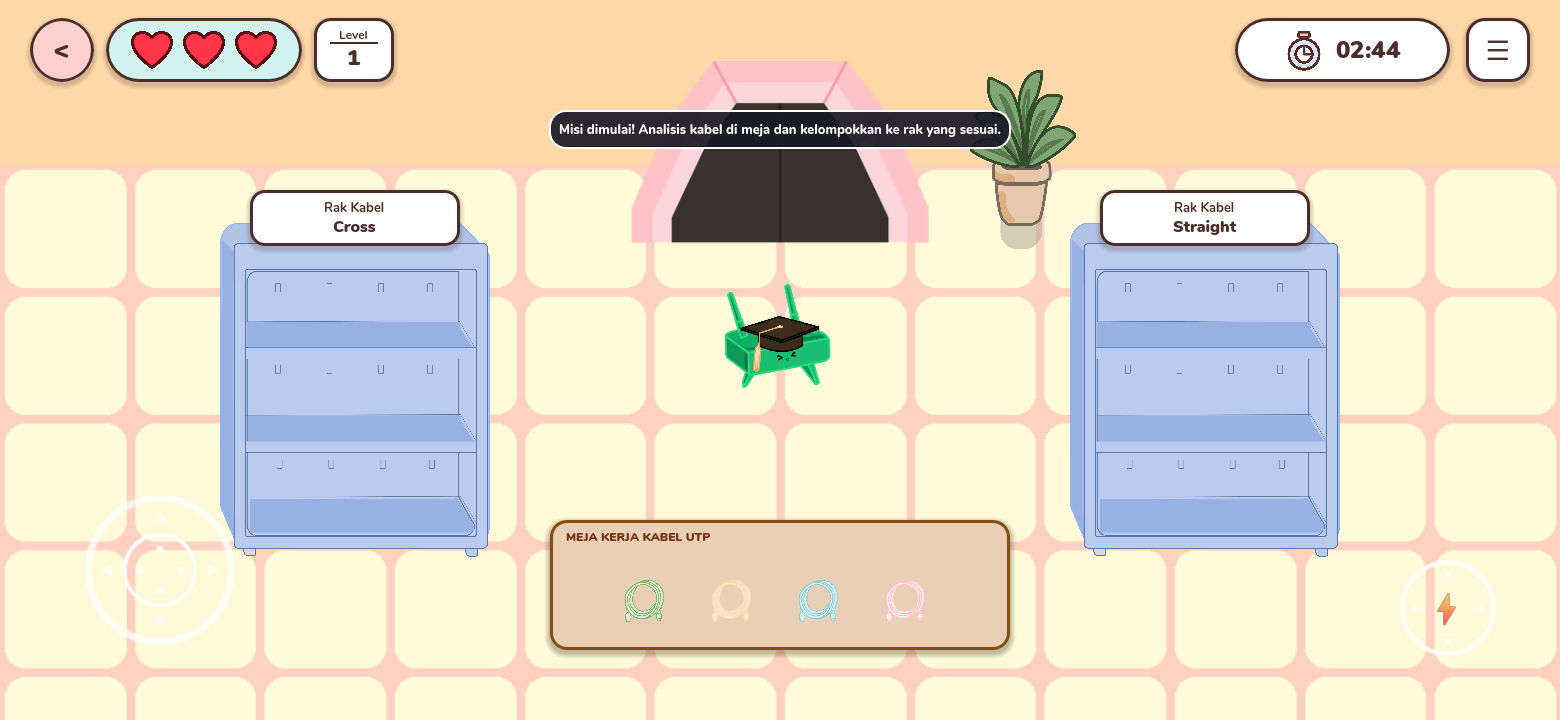 <
Level
1
02:44
☰
Misi dimulai! Analisis kabel di meja dan kelompokkan ke rak yang sesuai.
Rak Kabel
Cross
Rak Kabel
Straight
MEJA KERJA KABEL UTP